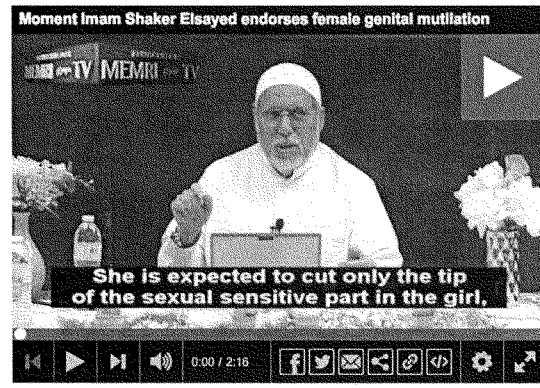 Moment Imam Shaker Elsayed endorses female genital mutilation
MEMRI TV MEMRI TV
She is expected to cut only the tip
of the sexual sensitive part in the girl,
0:00 / 2:16